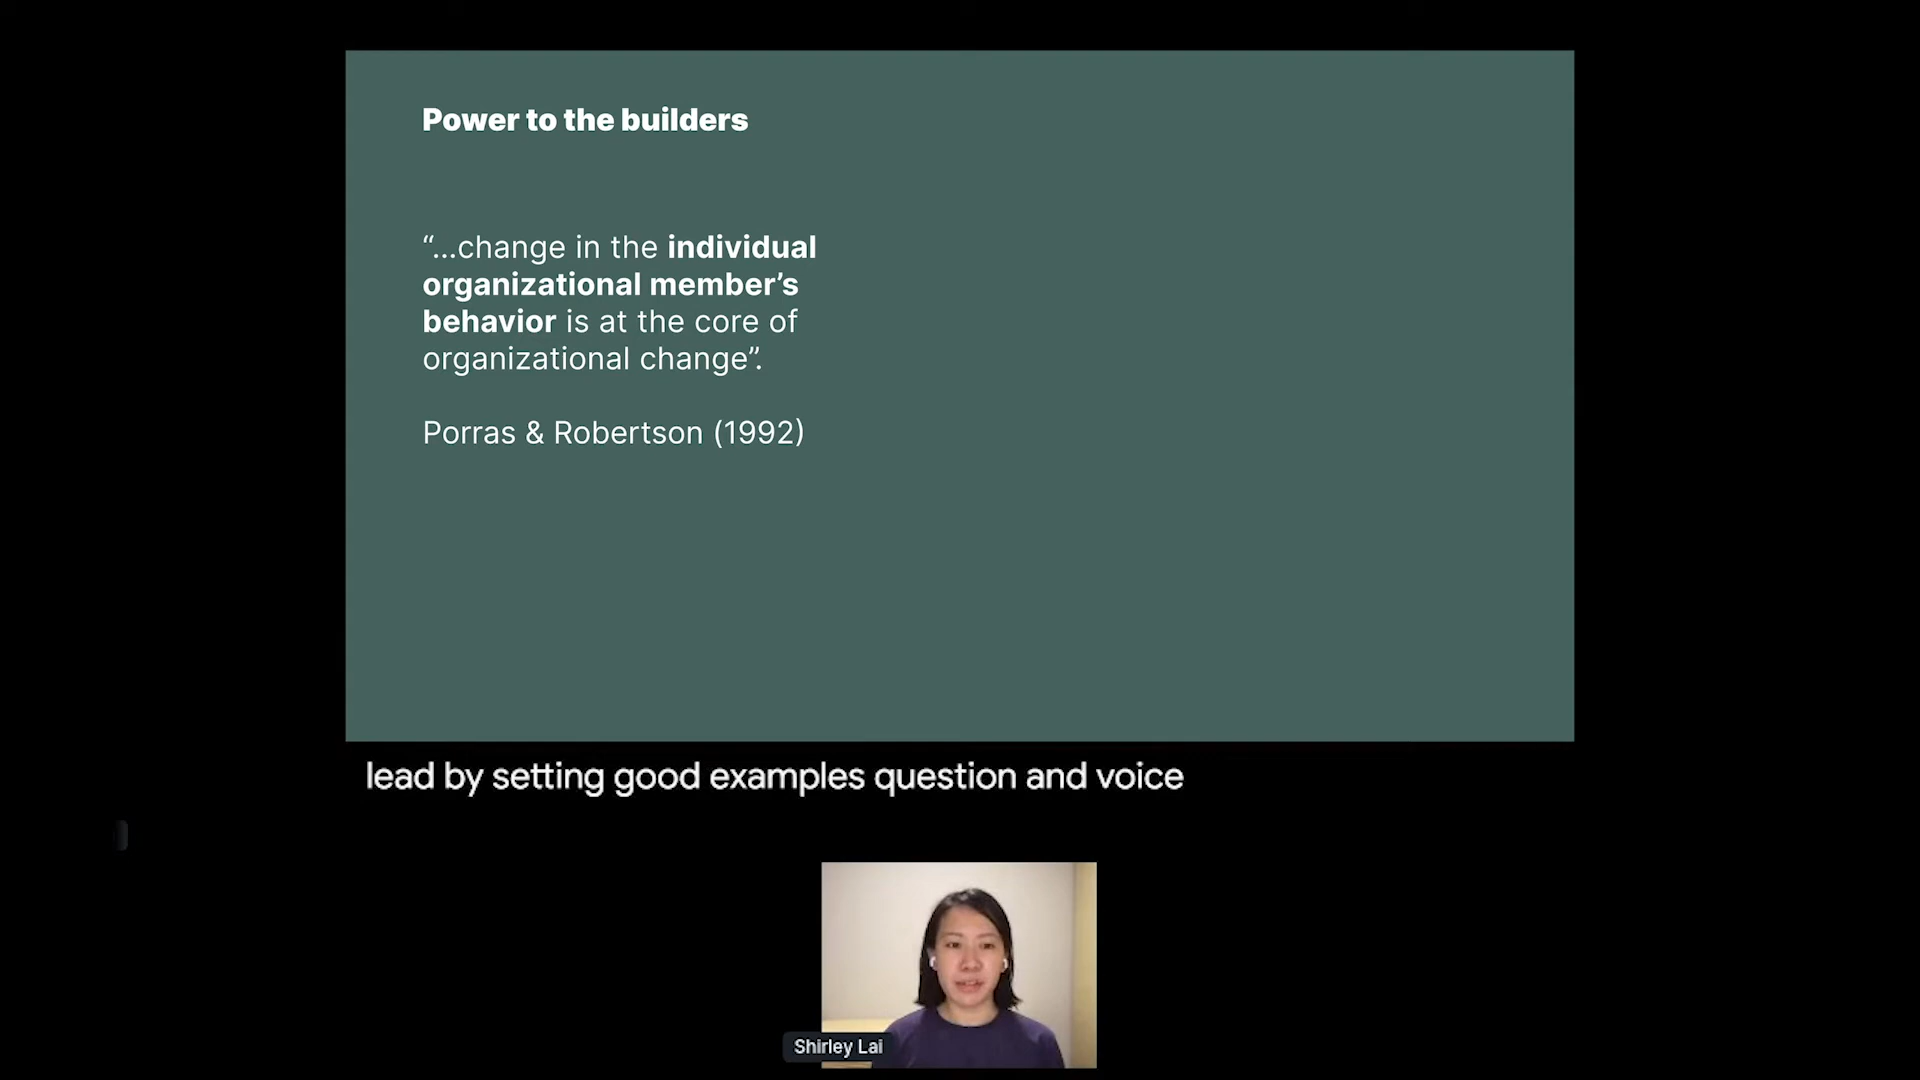 Power to the builders
“...change in the individual
organizational member’s
behavior is at the core of
organizational change”.
Porras & Robertson (1992)
lead by setting good examples question and voice
Shirley Lai